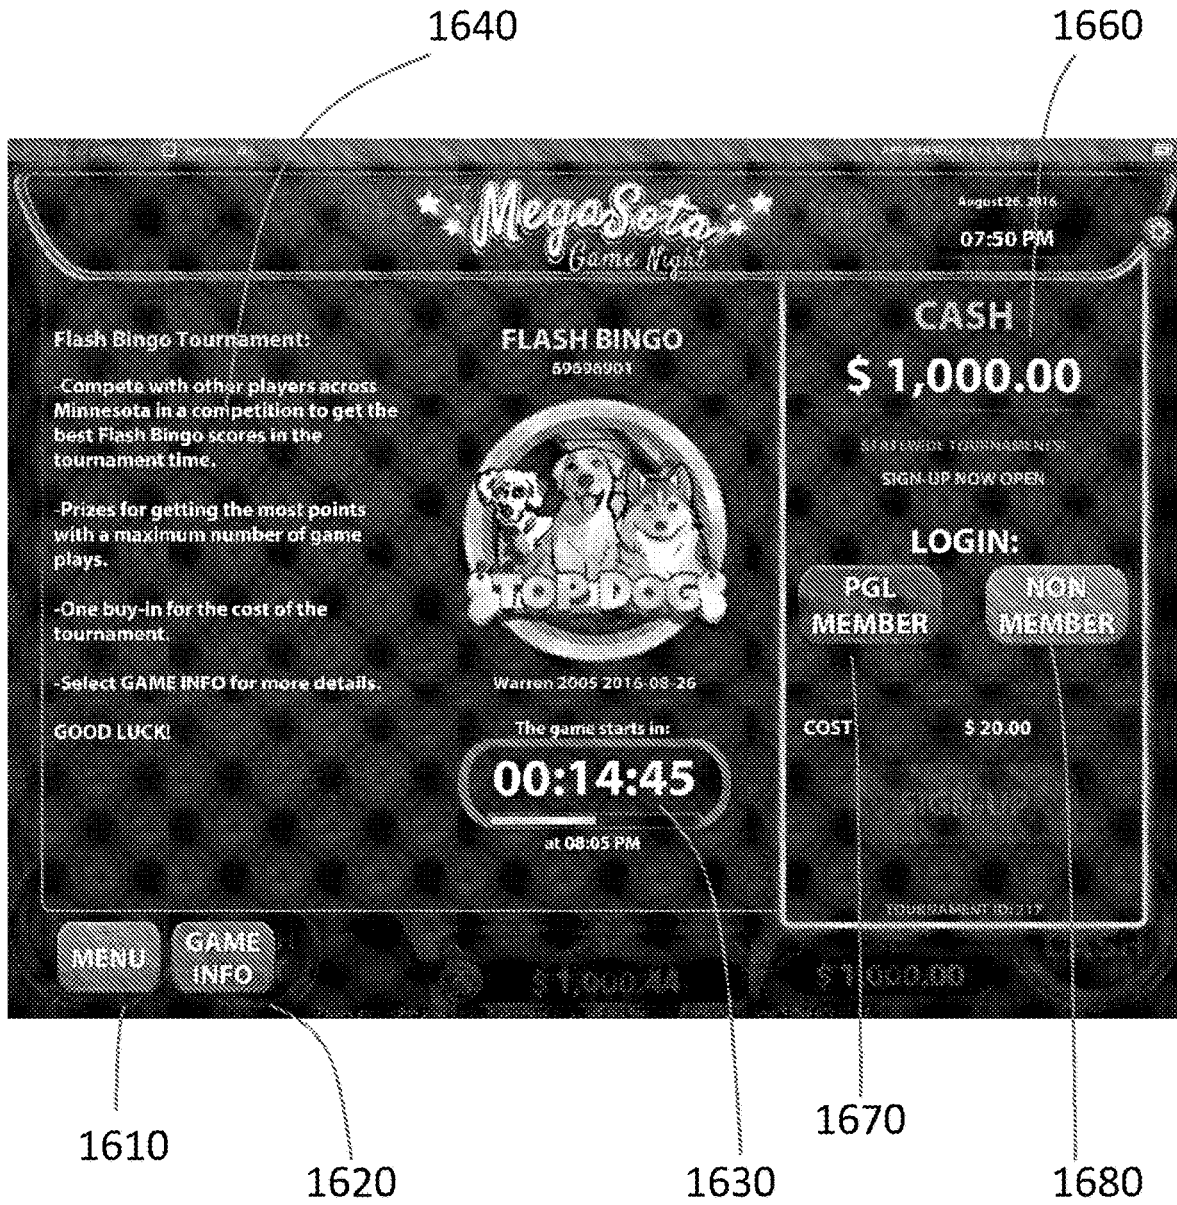 1640
1660
MegaSota
Game Night
August 26, 2016
07:50 PM
Flash Bingo Tournament:
-Compete with other players across
Minnesota in a competition to get the
best Flash Bingo scores in the
tournament time.
-Prizes for getting the most points
with a maximum number of game
plays.
-One buy-in for the cost of the
tournament.
-Select GAME INFO for more details.
GOOD LUCK!
FLASH BINGO
69698901
TOP DOG
Warren 2005 2016-08-26
The game starts in:
00:14:45
at 08:05 PM
CASH
$ 1,000.00
SIGN-UP NOW OPEN
LOGIN:
PGL
MEMBER
NON
MEMBER
COST
$ 20.00
TOURNAMENT ID:
MENU
GAME
INFO
$ 1,000.00
1610
1620
1630
1670
1680